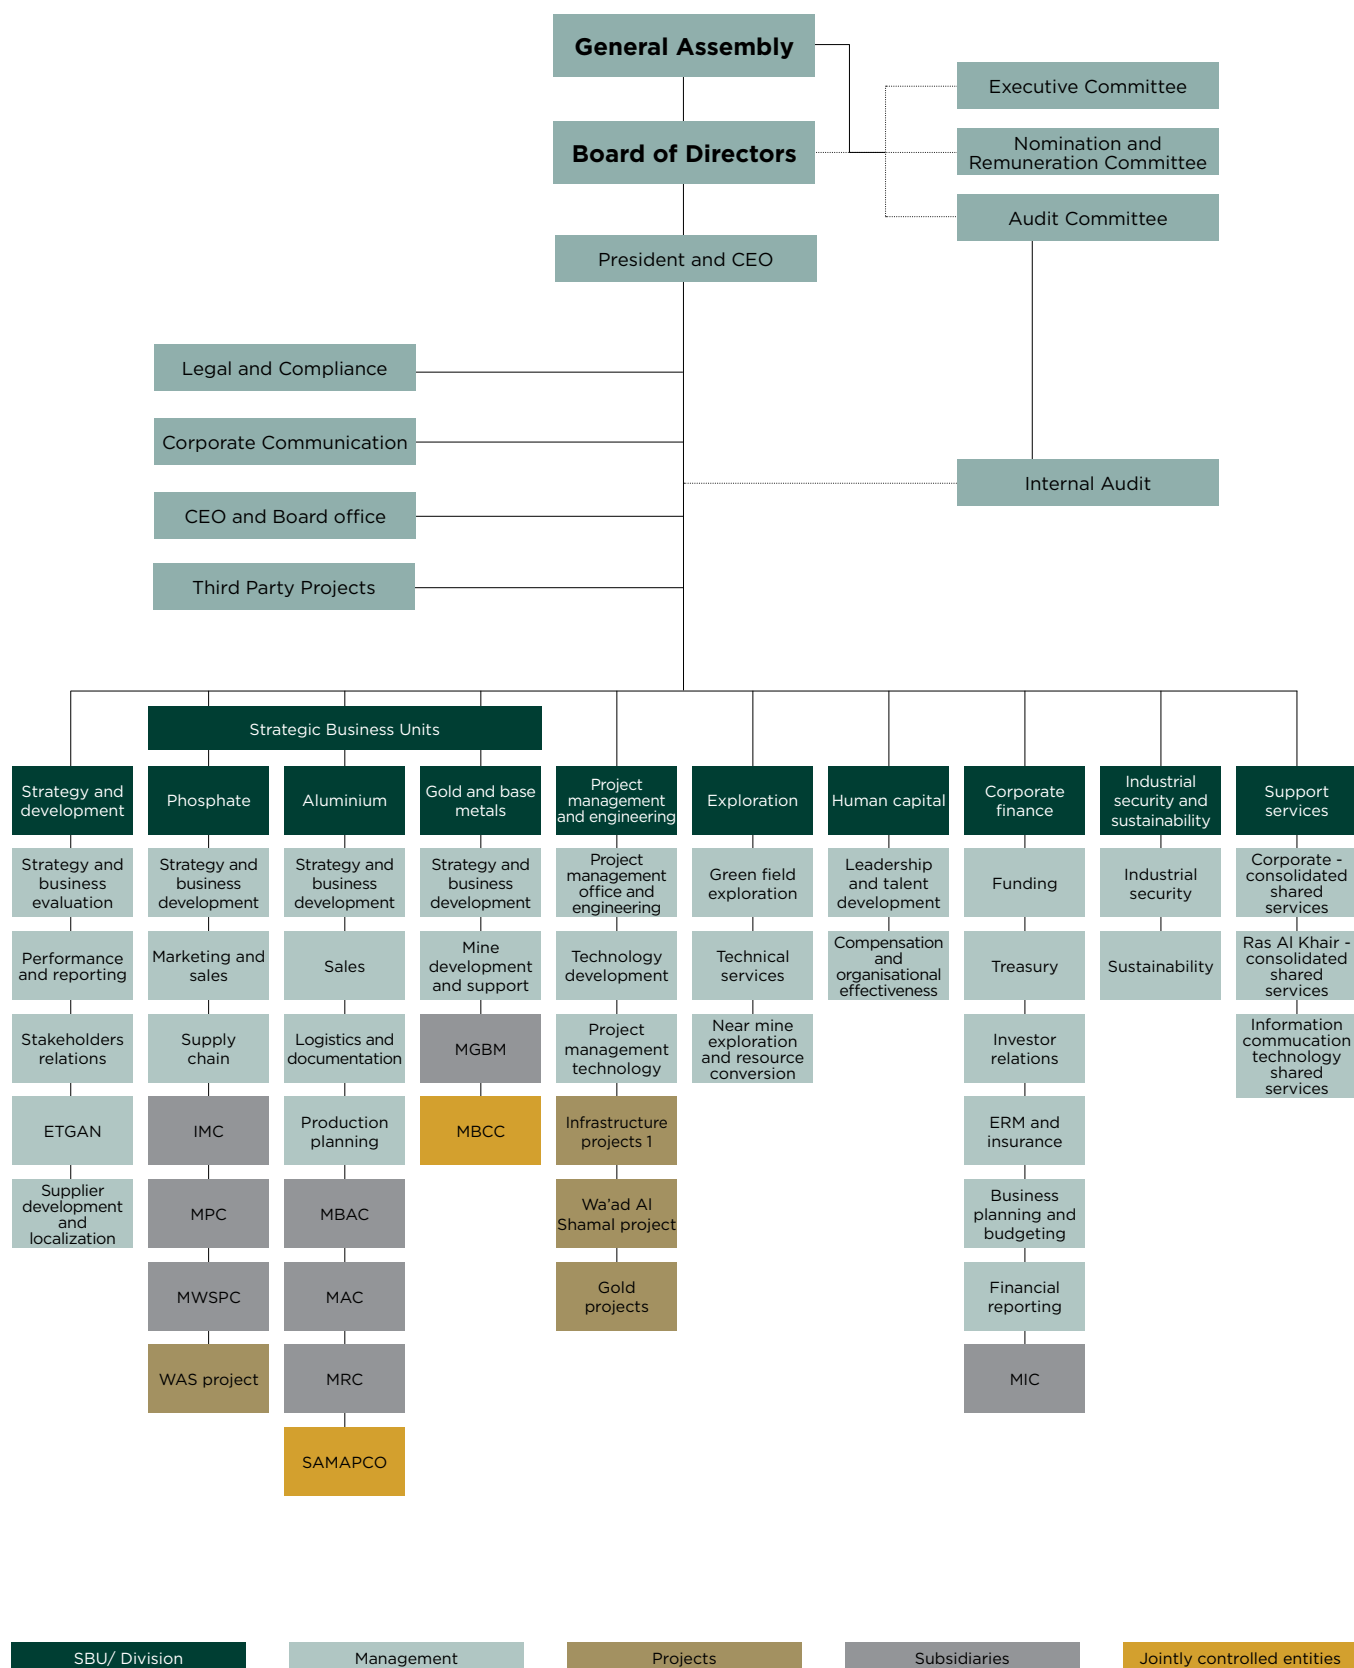 General Assembly
Executive Committee
Board of Directors
Nomination and
Remuneration Committee
Audit Committee
President and CEO
Legal and Compliance
Corporate Communication
Internal Audit
CEO and Board office
Third Party Projects
Strategic Business Units
Strategy and
development
Phosphate
Aluminium
Gold and base
metals
Project
management
and engineering
Exploration
Human capital
Corporate
finance
Industrial
security and
sustainability
Support
services
Strategy and
business
evaluation
Performance
and reporting
Stakeholders
relations
ETGAN
Supplier
development
and
localization
Strategy and
business
development
Marketing and
sales
Supply
chain
IMC
MPC
MWSPC
WAS project
Strategy and
business
development
Sales
Logistics and
documentation
Production
planning
MBAC
MAC
MRC
SAMAPCO
Strategy and
business
development
Mine
development
and support
MGBM
MBCC
Project
management
office and
engineering
Technology
development
Project
management
technology
Infrastructure
projects 1
Wa’ad Al
Shamal project
Gold
projects
Green field
exploration
Technical
services
Near mine
exploration
and resource
conversion
Leadership
and talent
development
Compensation
and
organisational
effectiveness
Funding
Treasury
Investor
relations
ERM and
insurance
Business
planning and
budgeting
Financial
reporting
MIC
Industrial
security
Sustainability
Corporate -
consolidated
shared
services
Ras Al Khair -
consolidated
shared
services
Information
commucation
technology
shared
services
SBU/ Division
Management
Projects
Subsidiaries
Jointly controlled entities